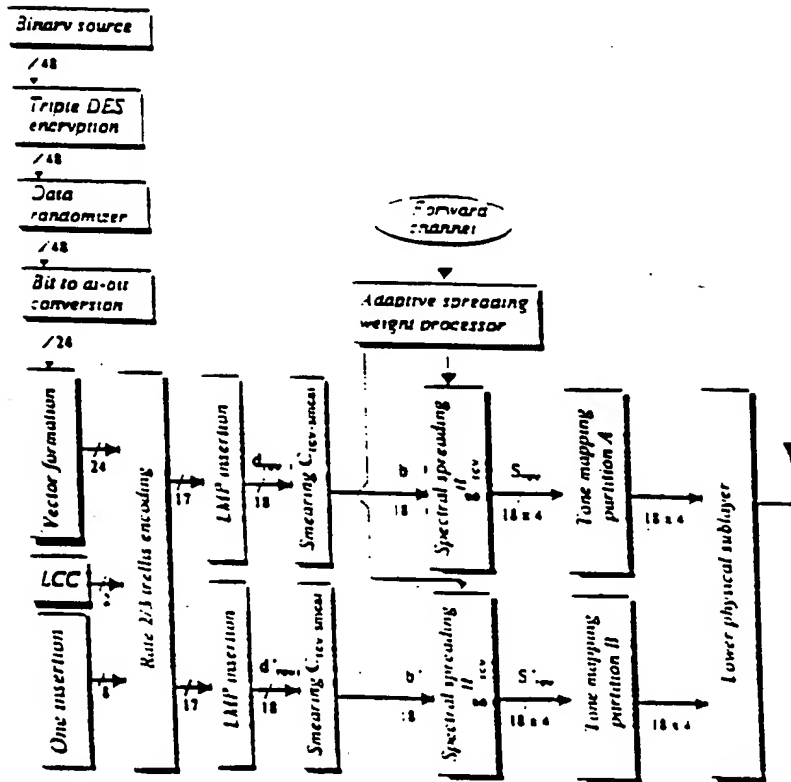 Binary source
/48
Triple DES
encryption
/48
Data
randomizer
/48
Bit to di-bit
conversion
/24
Forward
channel
Adaptive spreading
weight processor
Vector formation
24
LCC
One insertion
8
Rate 2/3 trellis encoding
17
17
LMP insertion
18
LMP insertion
18
Smearing
Smearing
b
18
b'
18
Spectral spreading
Spectral spreading
S
18 x 4
S'
18 x 4
Tone mapping
partition A
18 x 4
Tone mapping
partition B
18 x 4
Lower physical sublayer